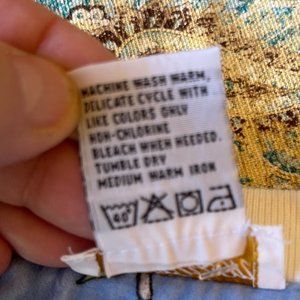 MACHINE WASH WARM,
DELICATE CYCLE WITH
LIKE COLORS ONLY
NON-CHLORINE
BLEACH WHEN NEEDED.
TUMBLE DRY
MEDIUM WARM IRON
40